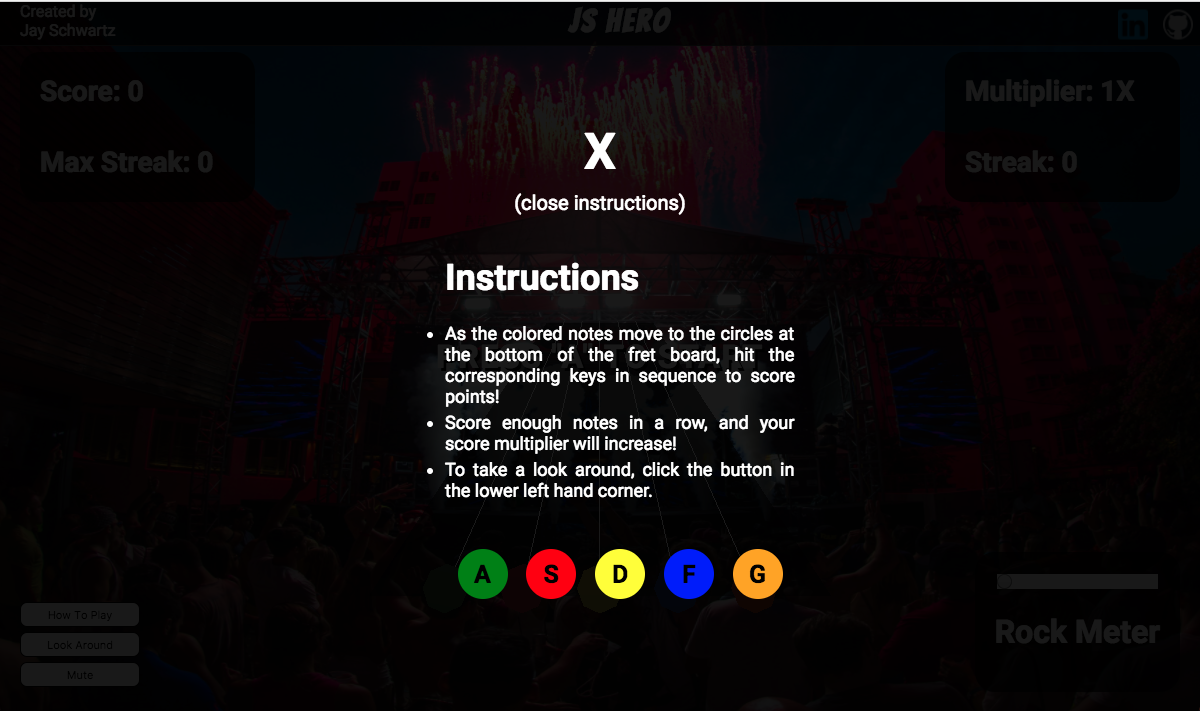 Created by
Jay Schwartz
JS HERO
in
Score: 0
Max Streak: 0
Multiplier: 1X
Streak: 0
X
(close instructions)
Instructions
• As the colored notes move to the circles at
the bottom of the fret board, hit the
corresponding keys in sequence to score
points!
• Score enough notes in a row, and your
score multiplier will increase!
• To take a look around, click the button in
the lower left hand corner.
A S D F G
How To Play
Look Around
Mute
Rock Meter